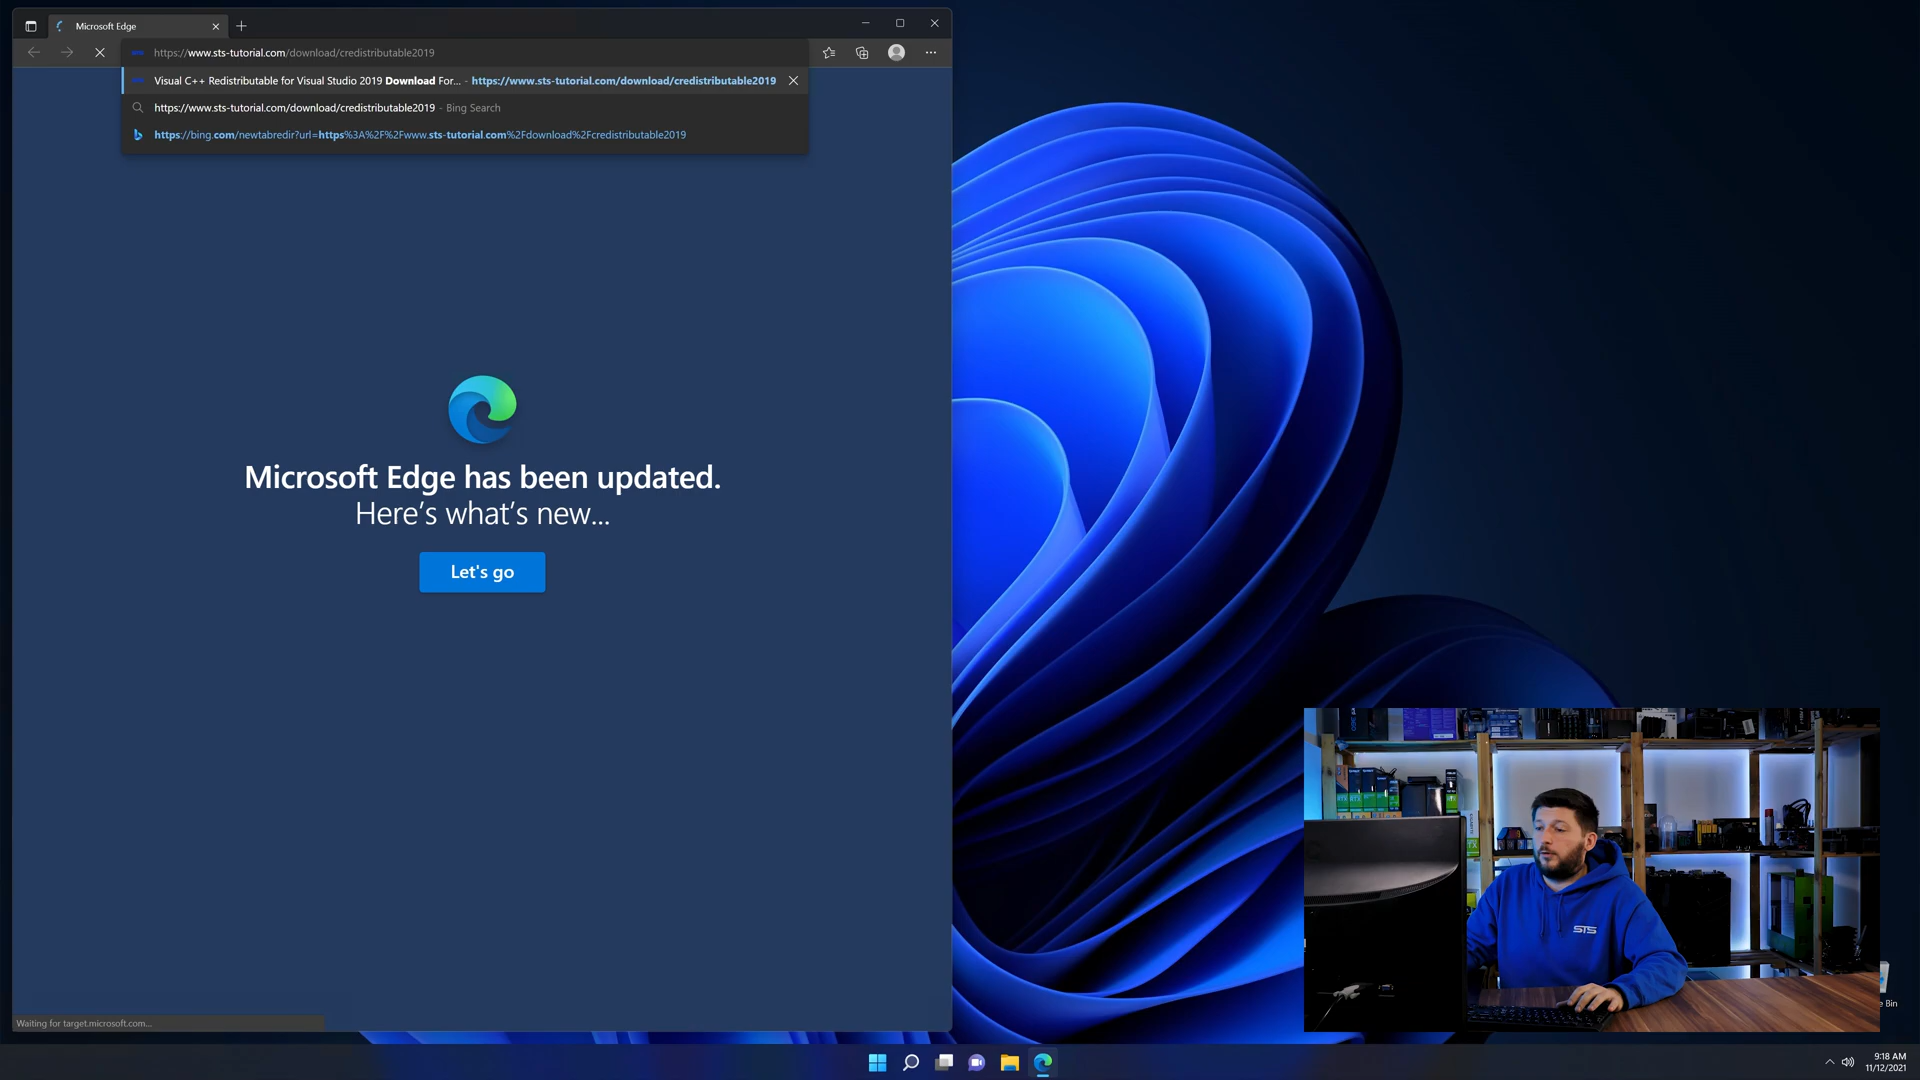 Microsoft Edge
https://www.sts-tutorial.com/download/credistributable2019
Visual C++ Redistributable for Visual Studio 2019 Download For... - https://www.sts-tutorial.com/download/credistributable2019
https://www.sts-tutorial.com/download/credistributable2019 - Bing Search
https://bing.com/newtabredir?url=https%3A%2F%2Fwww.sts-tutorial.com%2Fdownload%2Fcredistributable2019
Microsoft Edge has been updated.
Here's what's new...
Let's go
STS
Bin
Waiting for target.microsoft.com...
9:18 AM
11/12/2021